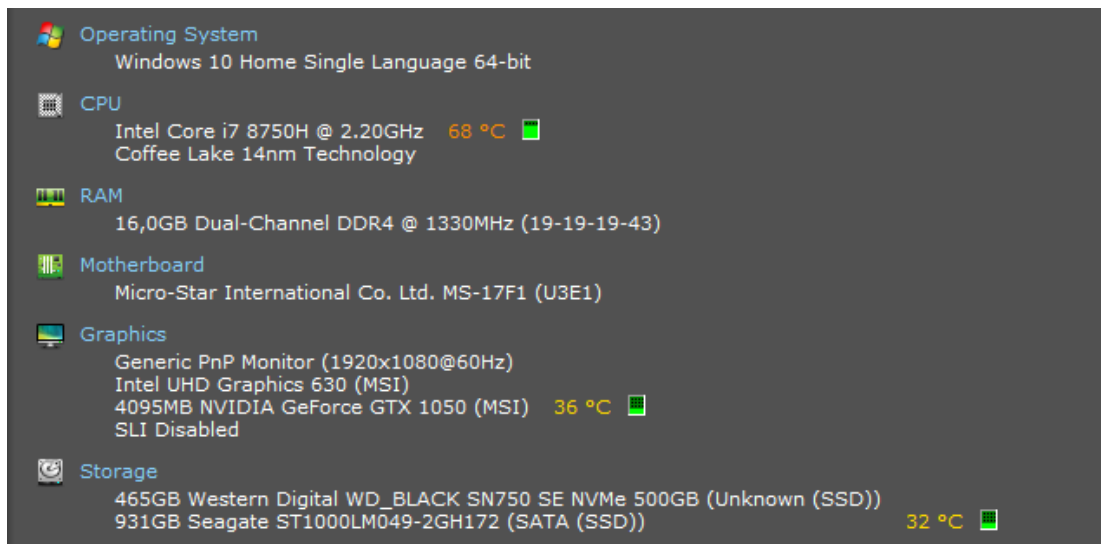 Operating System
Windows 10 Home Single Language 64-bit
CPU
Intel Core i7 8750H @ 2.20GHz 68 °C
Coffee Lake 14nm Technology
RAM
16,0GB Dual-Channel DDR4 @ 1330MHz (19-19-19-43)
Motherboard
Micro-Star International Co. Ltd. MS-17F1 (U3E1)
Graphics
Generic PnP Monitor (1920x1080@60Hz)
Intel UHD Graphics 630 (MSI)
4095MB NVIDIA GeForce GTX 1050 (MSI) 36 °C
SLI Disabled
Storage
465GB Western Digital WD_BLACK SN750 SE NVMe 500GB (Unknown (SSD))
931GB Seagate ST1000LM049-2GH172 (SATA (SSD)) 32 °C